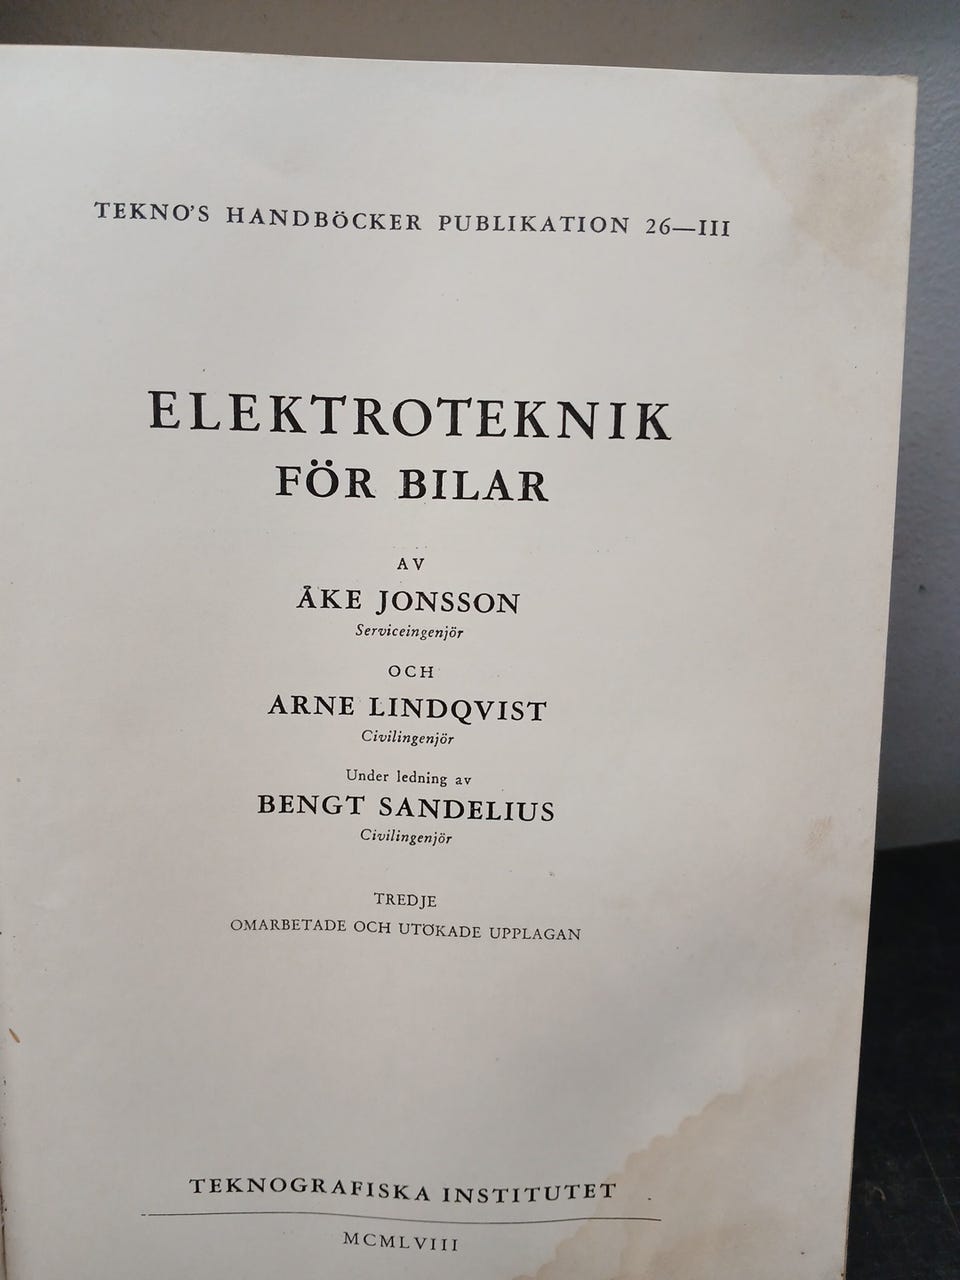 TEKNO'S HANDBÖCKER PUBLIKATION 26—III
ELEKTROTEKNIK
FÖR BILAR
AV
ÅKE JONSSON
Serviceingenjör
OCH
ARNE LINDQVIST
Civilingenjör
Under ledning av
BENGT SANDELIUS
Civilingenjör
TREDJE
OMARBETADE OCH UTÖKADE UPPLAGAN
TEKNOGRAFISKA INSTITUTET
MCMLVIII